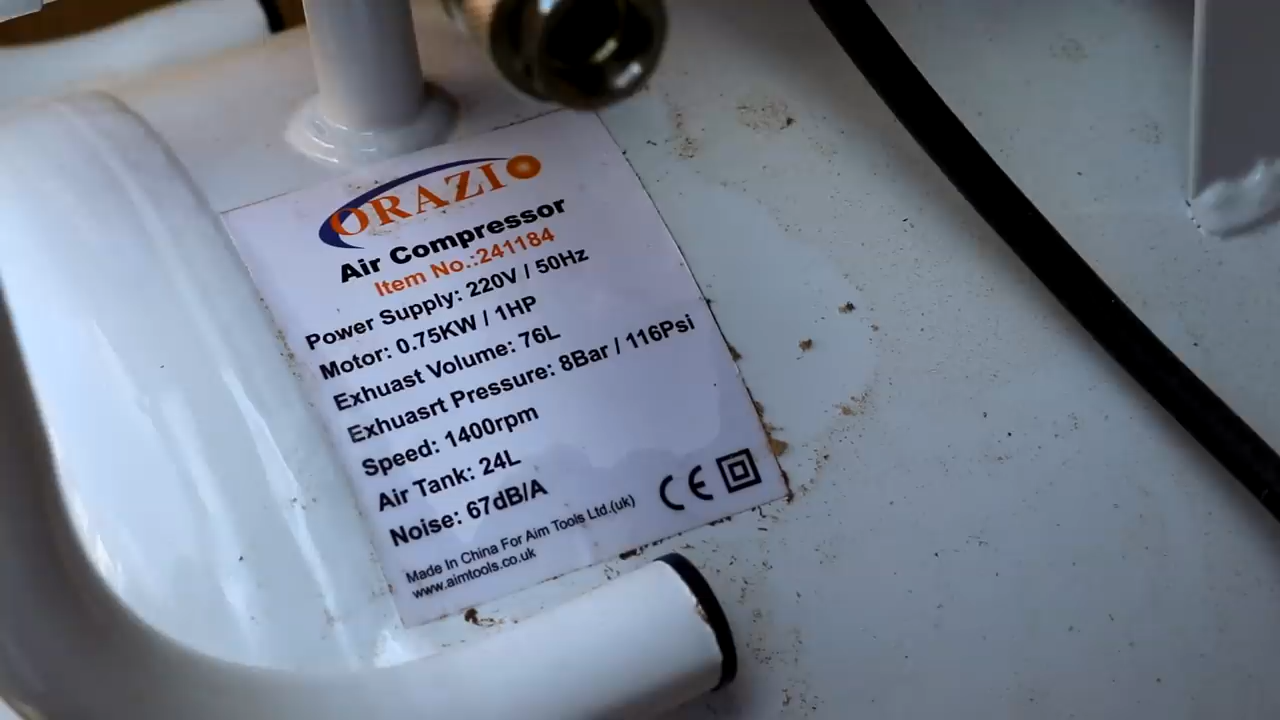 ORAZIO
Air Compressor
Item No.:241184
Power Supply: 220V / 50Hz
Motor: 0.75KW / 1HP
Exhuast Volume: 76L
Exhuasrt Pressure: 8Bar / 116Psi
Speed: 1400rpm
Air Tank: 24L
Noise: 67dB/A
Made In China For Aim Tools Ltd.(uk)
www.aimtools.co.uk
CE